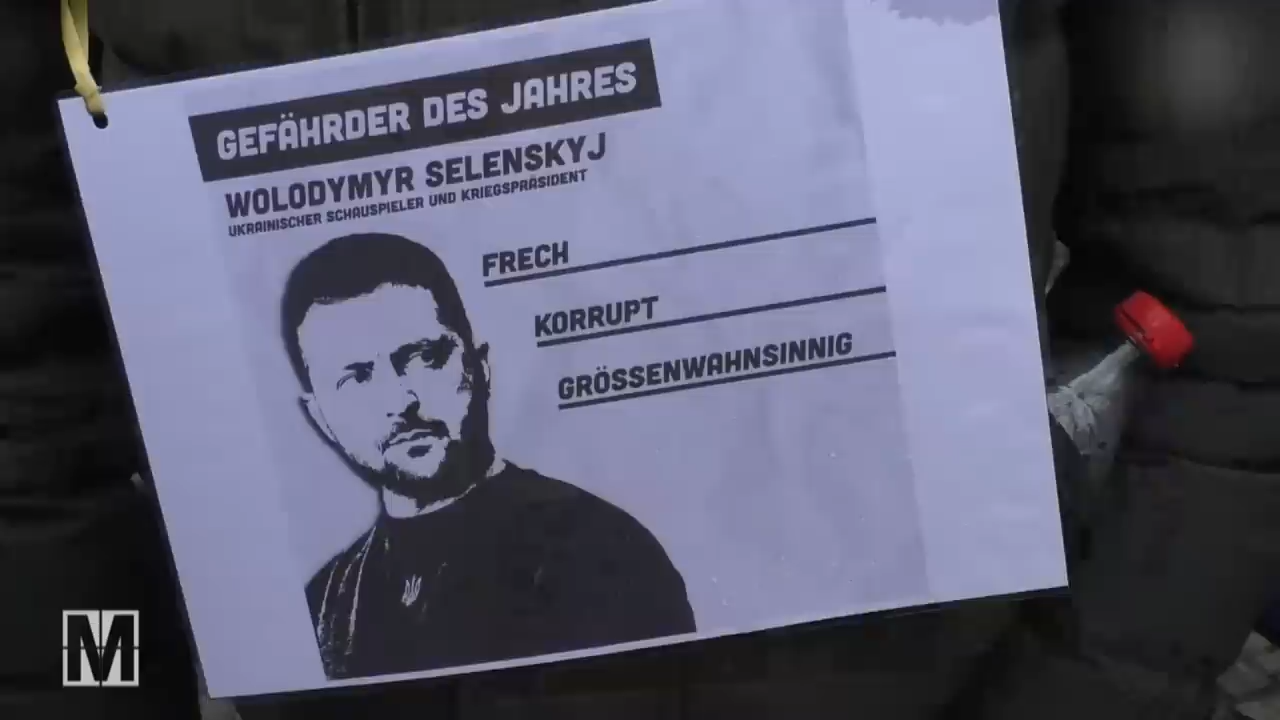 GEFÄHRDER DES JAHRES
WOLODYMYR SELENSKYJ
UKRAINISCHER SCHAUSPIELER UND KRIEGSPRÄSIDENT
FRECH
KORRUPT
GRÖSSENWAHNSINNIG
M